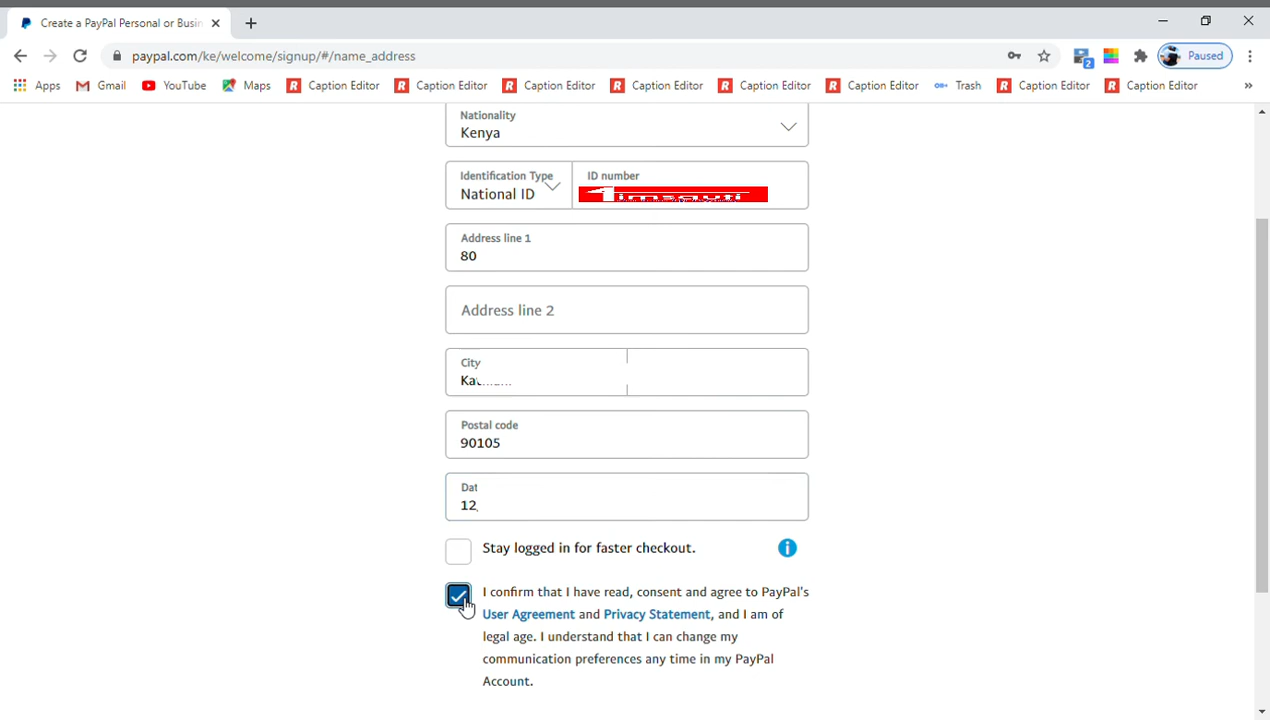 Create a PayPal Personal or Busin
paypal.com/ke/welcome/signup/#/name_address
2
Paused
Apps
Gmail
YouTube
Maps
Caption Editor
Caption Editor
Caption Editor
Caption Editor
Caption Editor
Caption Editor
Trash
Caption Editor
Caption Editor
Nationality
Kenya
Identification Type
National ID
ID number
Address line 1
80
Address line 2
City
Postal code
90105
Dat
12
Stay logged in for faster checkout.
I confirm that I have read, consent and agree to PayPal's
User Agreement and Privacy Statement, and I am of
legal age. I understand that I can change my
communication preferences any time in my PayPal
Account.